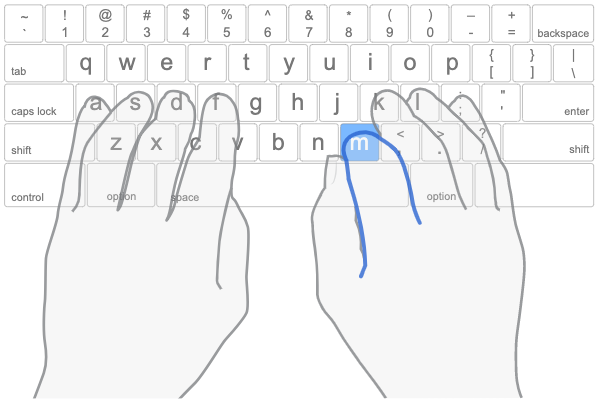 ~ ! @ # $ % ^ & * ( ) – +
` 1 2 3 4 5 6 7 8 9 0 - = backspace
tab q w e r t y u i o p { [ } ] | \
caps lock a s d f g h j k l : ; " ' enter
shift z x c v b n m < , > . ? / shift
control option space option